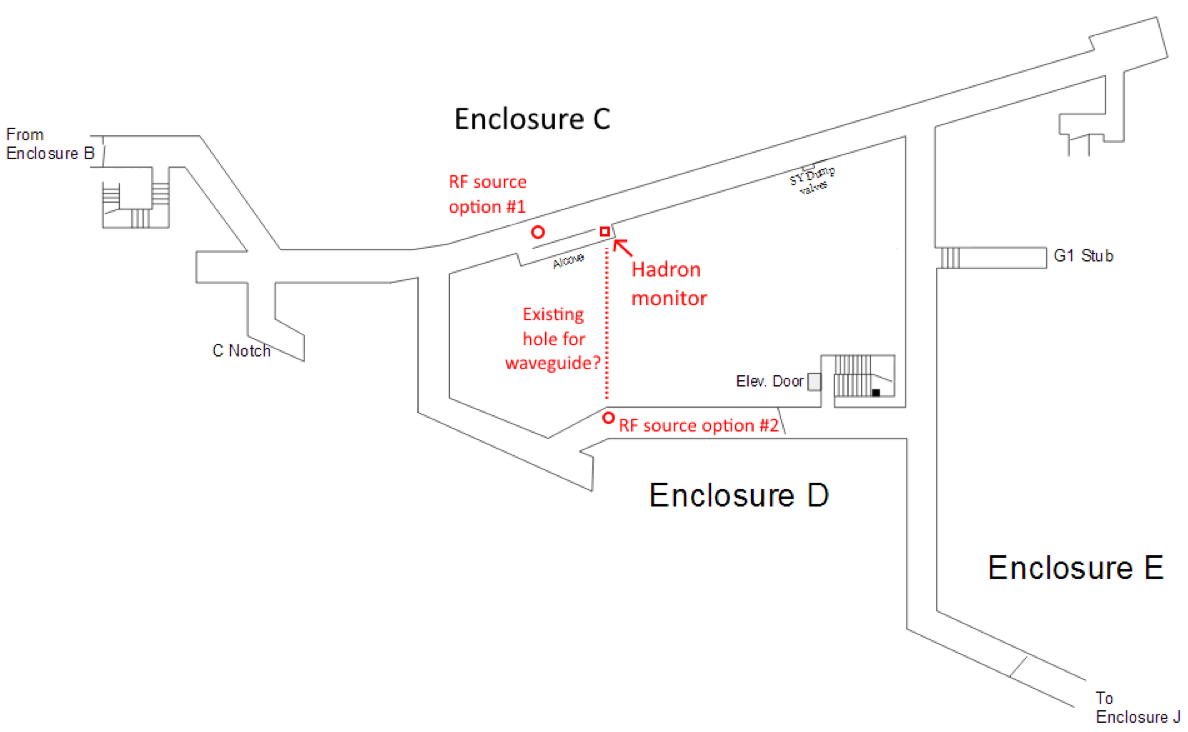 Enclosure C
From
Enclosure B
RF source
option #1
SY Dump
valves
Alcove
Hadron
monitor
G1 Stub
Existing
hole for
waveguide?
C Notch
Elev. Door
RF source option #2
Enclosure D
Enclosure E
To
Enclosure J